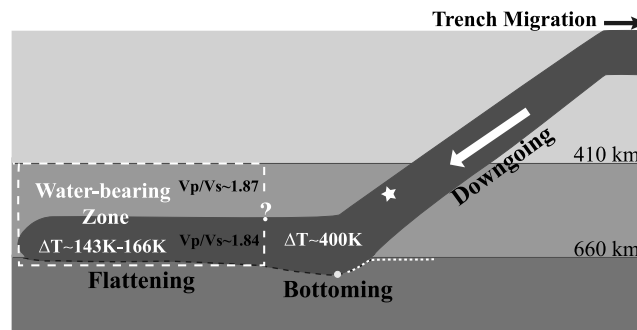 Trench Migration
410 km
Downgoing
Water-bearing
Zone
Vp/Vs~1.87
?
ΔT~143K-166K
Vp/Vs~1.84
ΔT~400K
660 km
Flattening
Bottoming